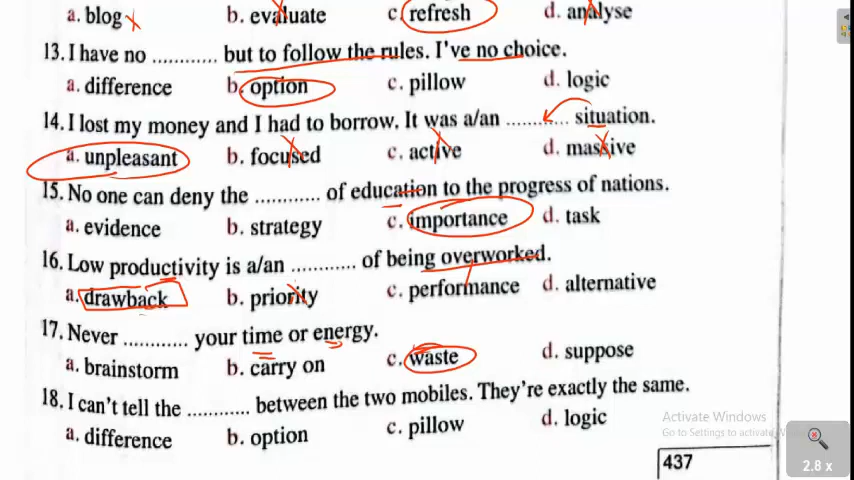 a. blog b. evaluate c. refresh d. analyse
13. I have no ............ but to follow the rules. I've no choice.
a. difference b. option c. pillow d. logic
14. I lost my money and I had to borrow. It was a/an ............ situation.
a. unpleasant b. focused c. active d. massive
15. No one can deny the ............ of education to the progress of nations.
a. evidence b. strategy c. importance d. task
16. Low productivity is a/an ............ of being overworked.
a. drawback b. priority c. performance d. alternative
17. Never ............ your time or energy.
a. brainstorm b. carry on c. waste d. suppose
18. I can't tell the ............ between the two mobiles. They're exactly the same.
a. difference b. option c. pillow d. logic
Activate Windows
Go to Settings to activate
437
2.8 x